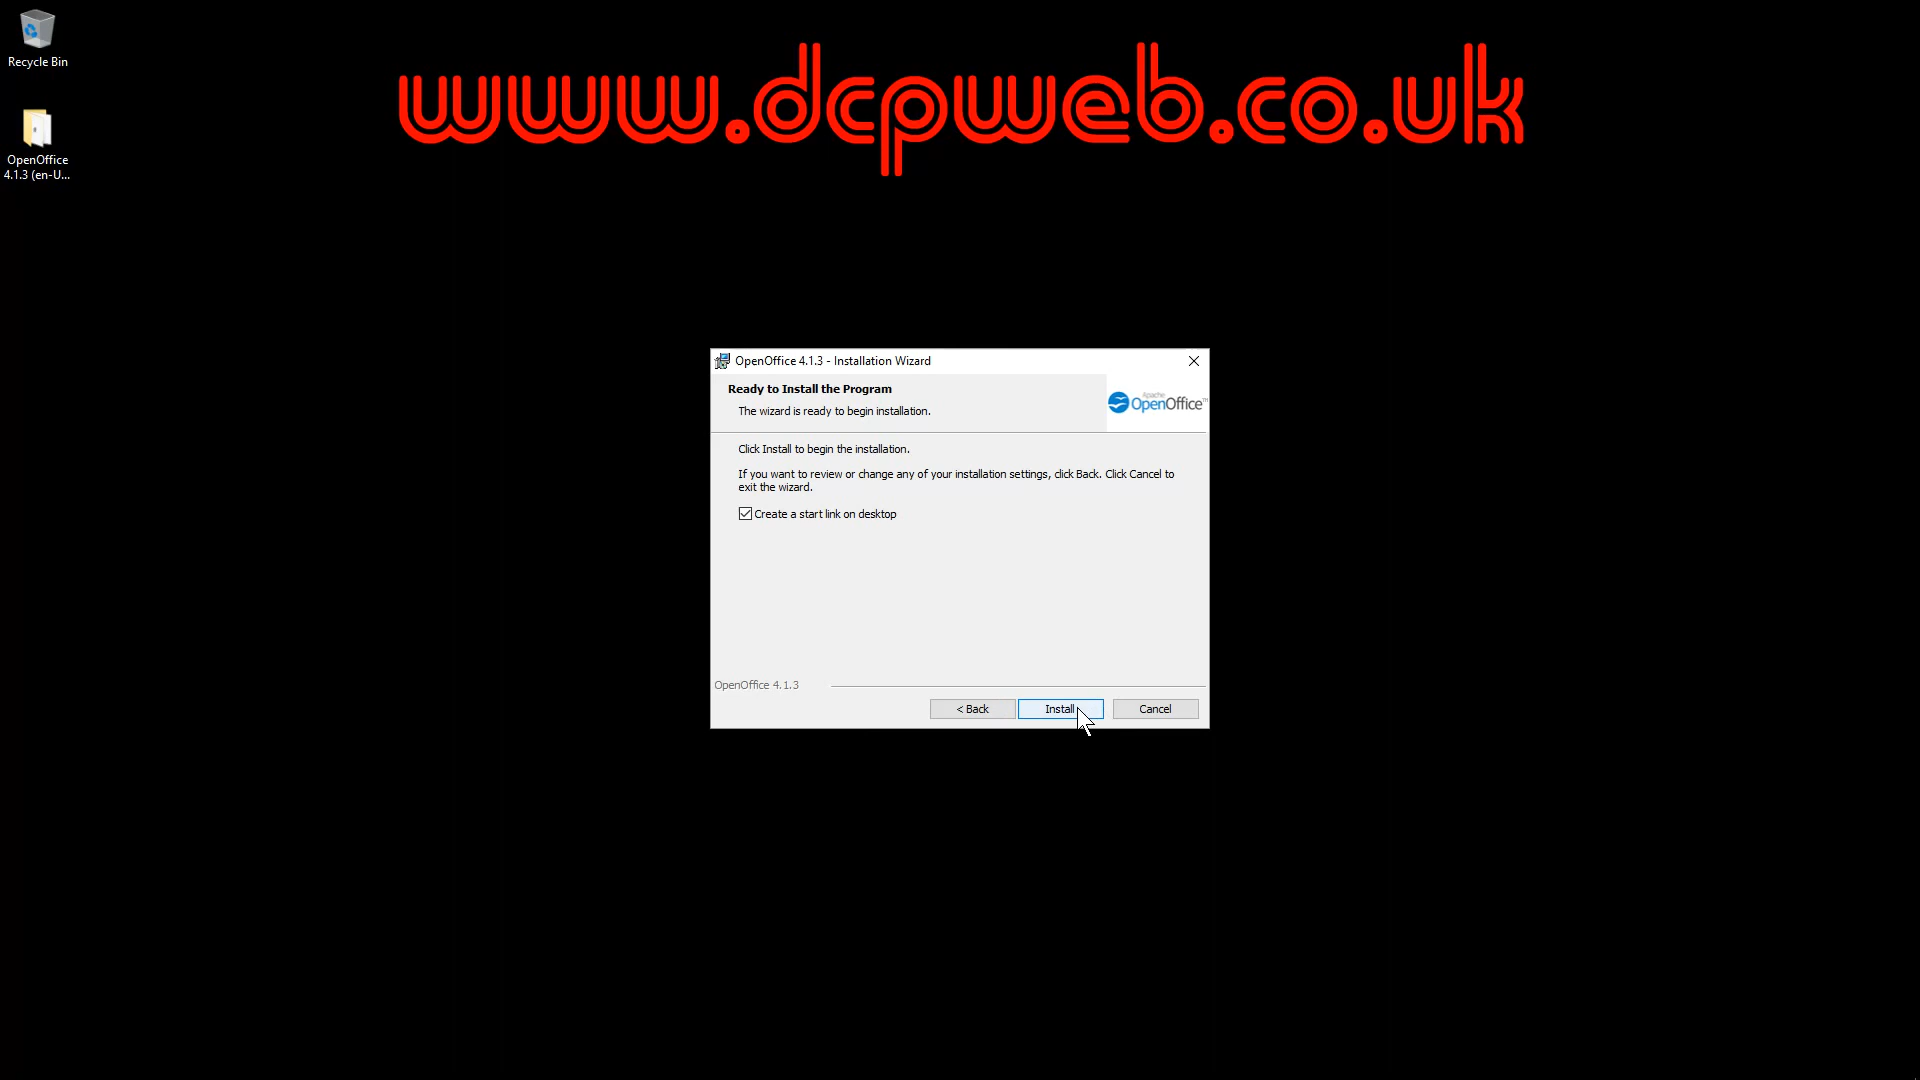 Recycle Bin
OpenOffice
4.1.3 (en-U...
www.dcpweb.co.uk
OpenOffice 4.1.3 - Installation Wizard
Ready to Install the Program
The wizard is ready to begin installation.
Apache
OpenOffice™
Click Install to begin the installation.
If you want to review or change any of your installation settings, click Back. Click Cancel to
exit the wizard.
Create a start link on desktop
OpenOffice 4.1.3
< Back
Install
Cancel